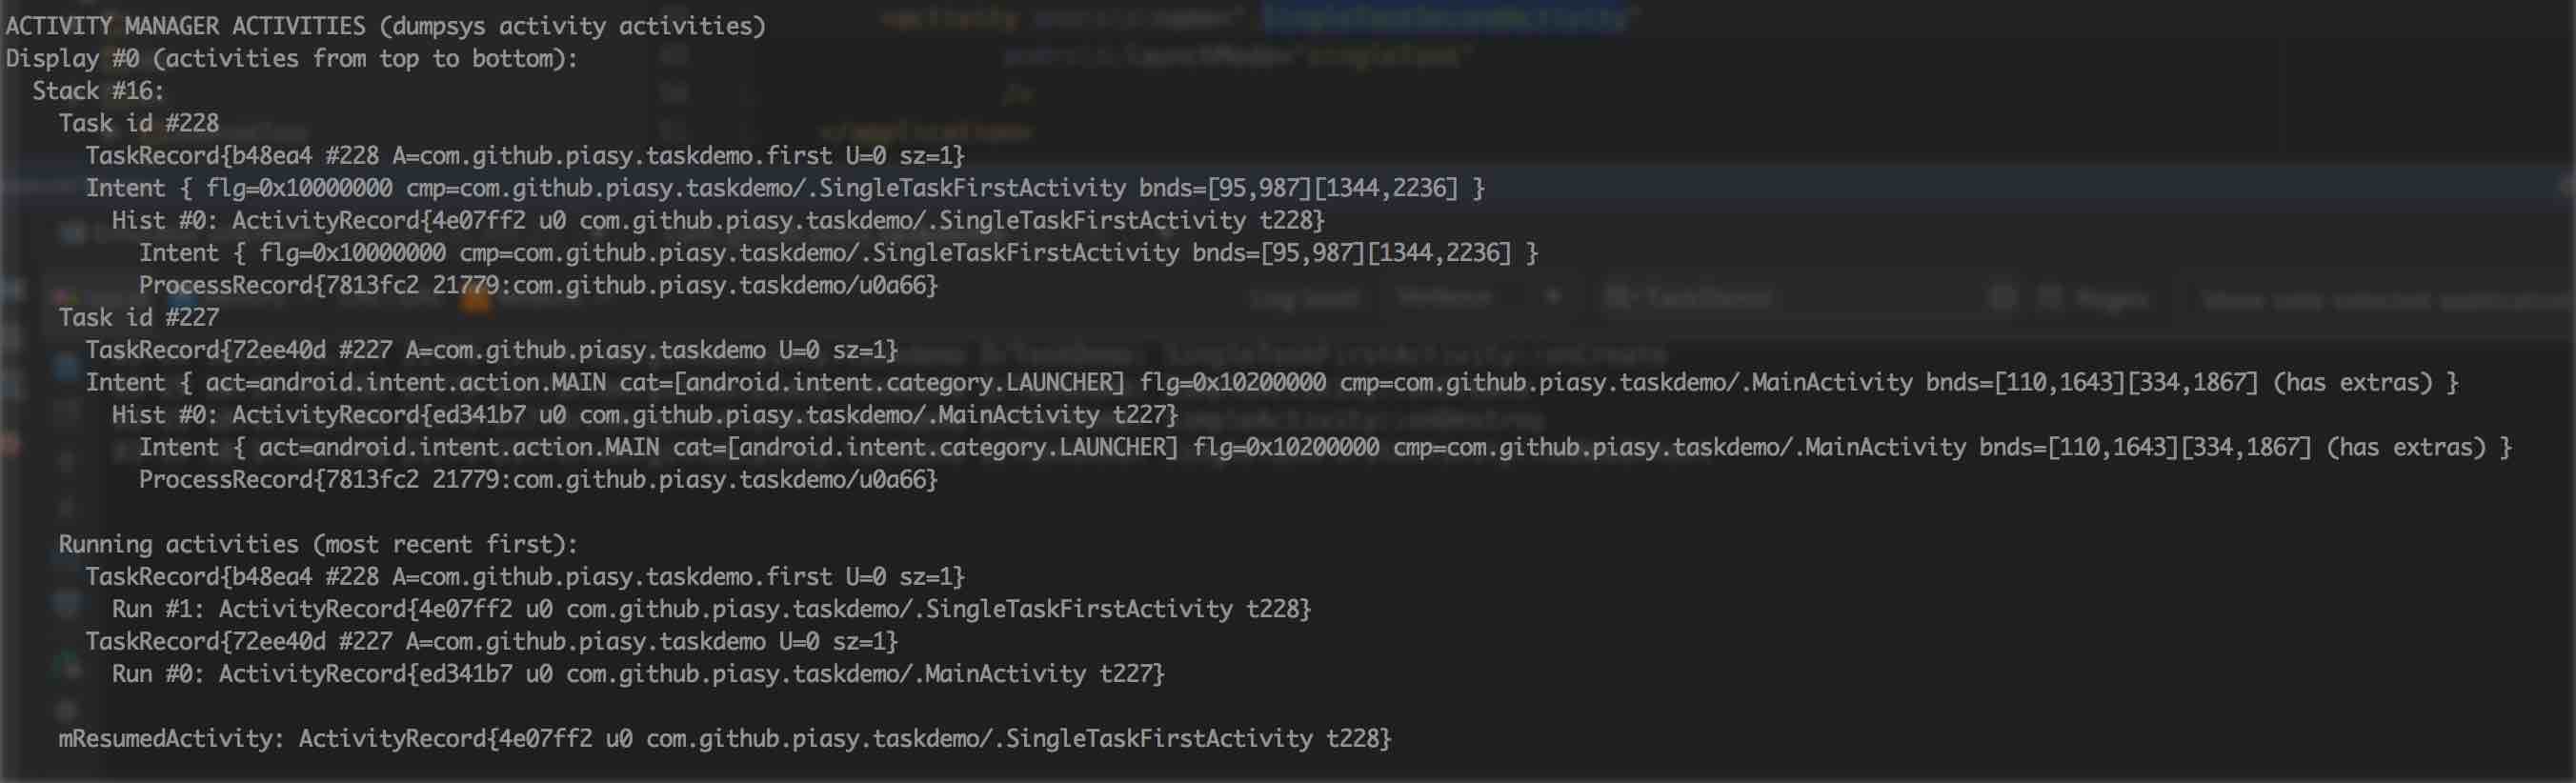 ACTIVITY MANAGER ACTIVITIES (dumpsys activity activities)
Display #0 (activities from top to bottom):
Stack #16:
Task id #228
TaskRecord{b48ea4 #228 A=com.github.piasy.taskdemo.first U=0 sz=1}
Intent { flg=0x10000000 cmp=com.github.piasy.taskdemo/.SingleTaskFirstActivity bnds=[95,987][1344,2236] }
Hist #0: ActivityRecord{4e07ff2 u0 com.github.piasy.taskdemo/.SingleTaskFirstActivity t228}
Intent { flg=0x10000000 cmp=com.github.piasy.taskdemo/.SingleTaskFirstActivity bnds=[95,987][1344,2236] }
ProcessRecord{7813fc2 21779:com.github.piasy.taskdemo/u0a66}
Task id #227
TaskRecord{72ee40d #227 A=com.github.piasy.taskdemo U=0 sz=1}
Intent { act=android.intent.action.MAIN cat=[android.intent.category.LAUNCHER] flg=0x10200000 cmp=com.github.piasy.taskdemo/.MainActivity bnds=[110,1643][334,1867] (has extras) }
Hist #0: ActivityRecord{ed341b7 u0 com.github.piasy.taskdemo/.MainActivity t227}
Intent { act=android.intent.action.MAIN cat=[android.intent.category.LAUNCHER] flg=0x10200000 cmp=com.github.piasy.taskdemo/.MainActivity bnds=[110,1643][334,1867] (has extras) }
ProcessRecord{7813fc2 21779:com.github.piasy.taskdemo/u0a66}
Running activities (most recent first):
TaskRecord{b48ea4 #228 A=com.github.piasy.taskdemo.first U=0 sz=1}
Run #1: ActivityRecord{4e07ff2 u0 com.github.piasy.taskdemo/.SingleTaskFirstActivity t228}
TaskRecord{72ee40d #227 A=com.github.piasy.taskdemo U=0 sz=1}
Run #0: ActivityRecord{ed341b7 u0 com.github.piasy.taskdemo/.MainActivity t227}
mResumedActivity: ActivityRecord{4e07ff2 u0 com.github.piasy.taskdemo/.SingleTaskFirstActivity t228}